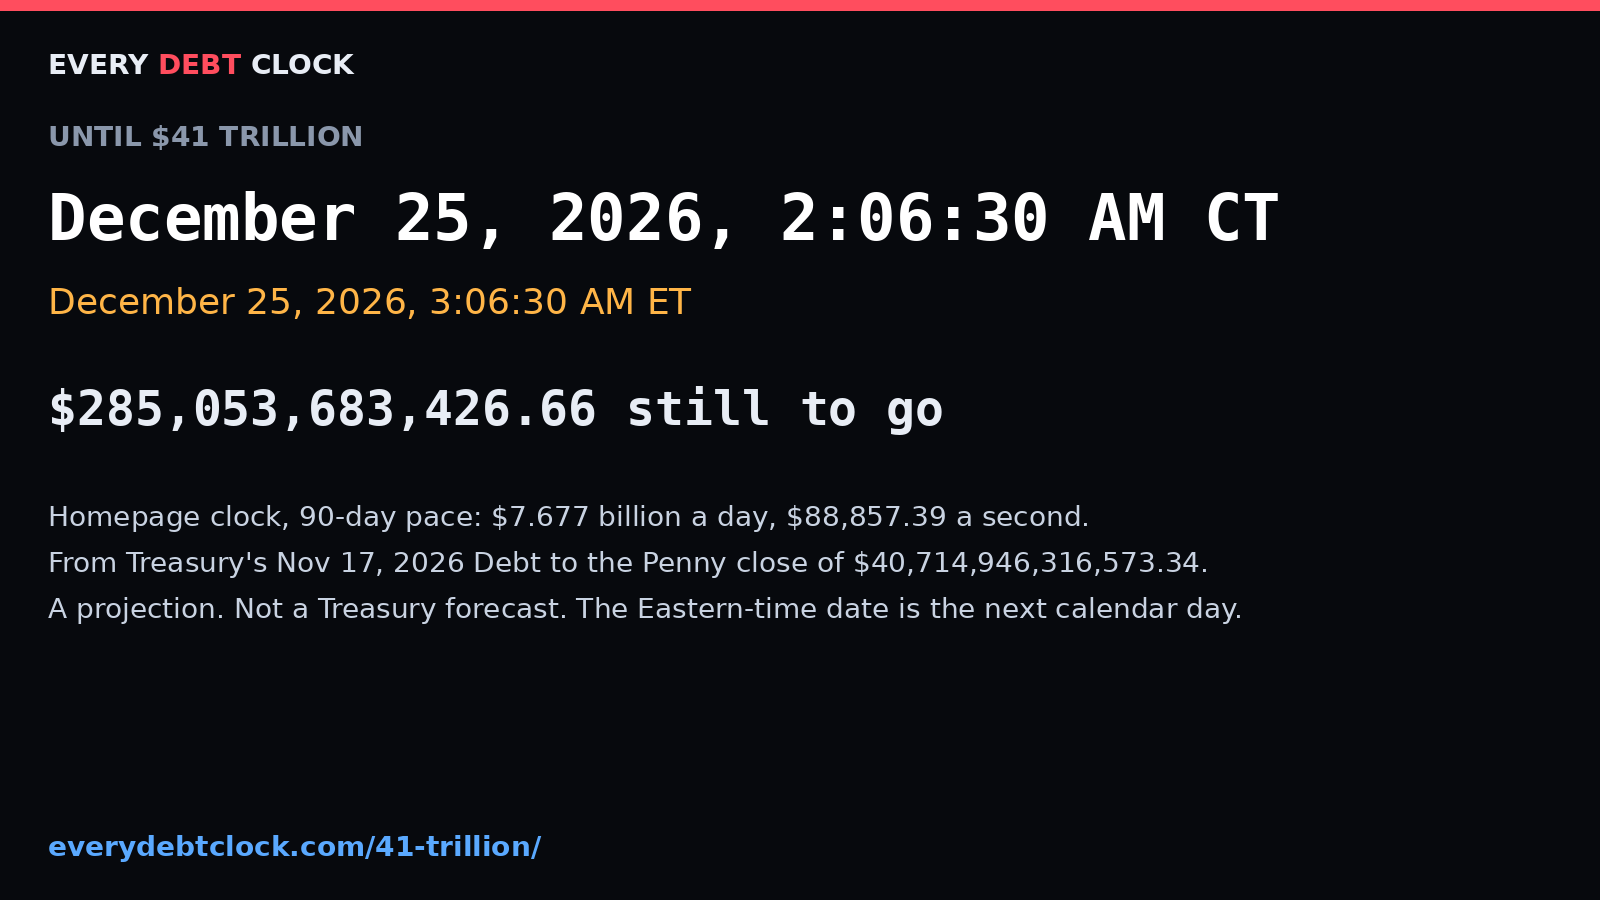 EVERY DEBT CLOCK
UNTIL $41 TRILLION
December 25, 2026, 2:06:30 AM CT
December 25, 2026, 3:06:30 AM ET
$285,053,683,426.66 still to go
Homepage clock, 90-day pace: $7.677 billion a day, $88,857.39 a second.
From Treasury's Nov 17, 2026 Debt to the Penny close of $40,714,946,316,573.34.
A projection. Not a Treasury forecast. The Eastern-time date is the next calendar day.
everydebtclock.com/41-trillion/